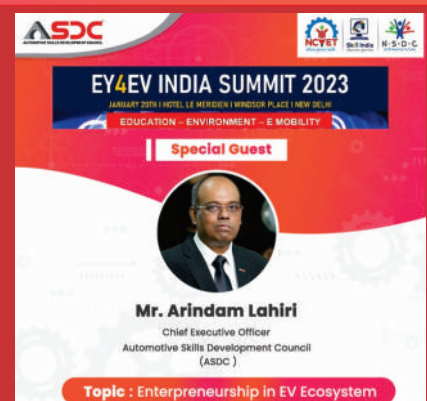 ASDC
AUTOMOTIVE SKILLS DEVELOPMENT COUNCIL
NCVET
Skill India
N·S·D·C
EY4EV INDIA SUMMIT 2023
JANUARY 20TH I HOTEL LE MERIDIEN I WINDSOR PLACE I NEW DELHI
EDUCATION – ENVIRONMENT – E MOBILITY
Special Guest
Mr. Arindam Lahiri
Chief Executive Officer
Automotive Skills Development Council
(ASDC )
Topic : Enterpreneurship in EV Ecosystem